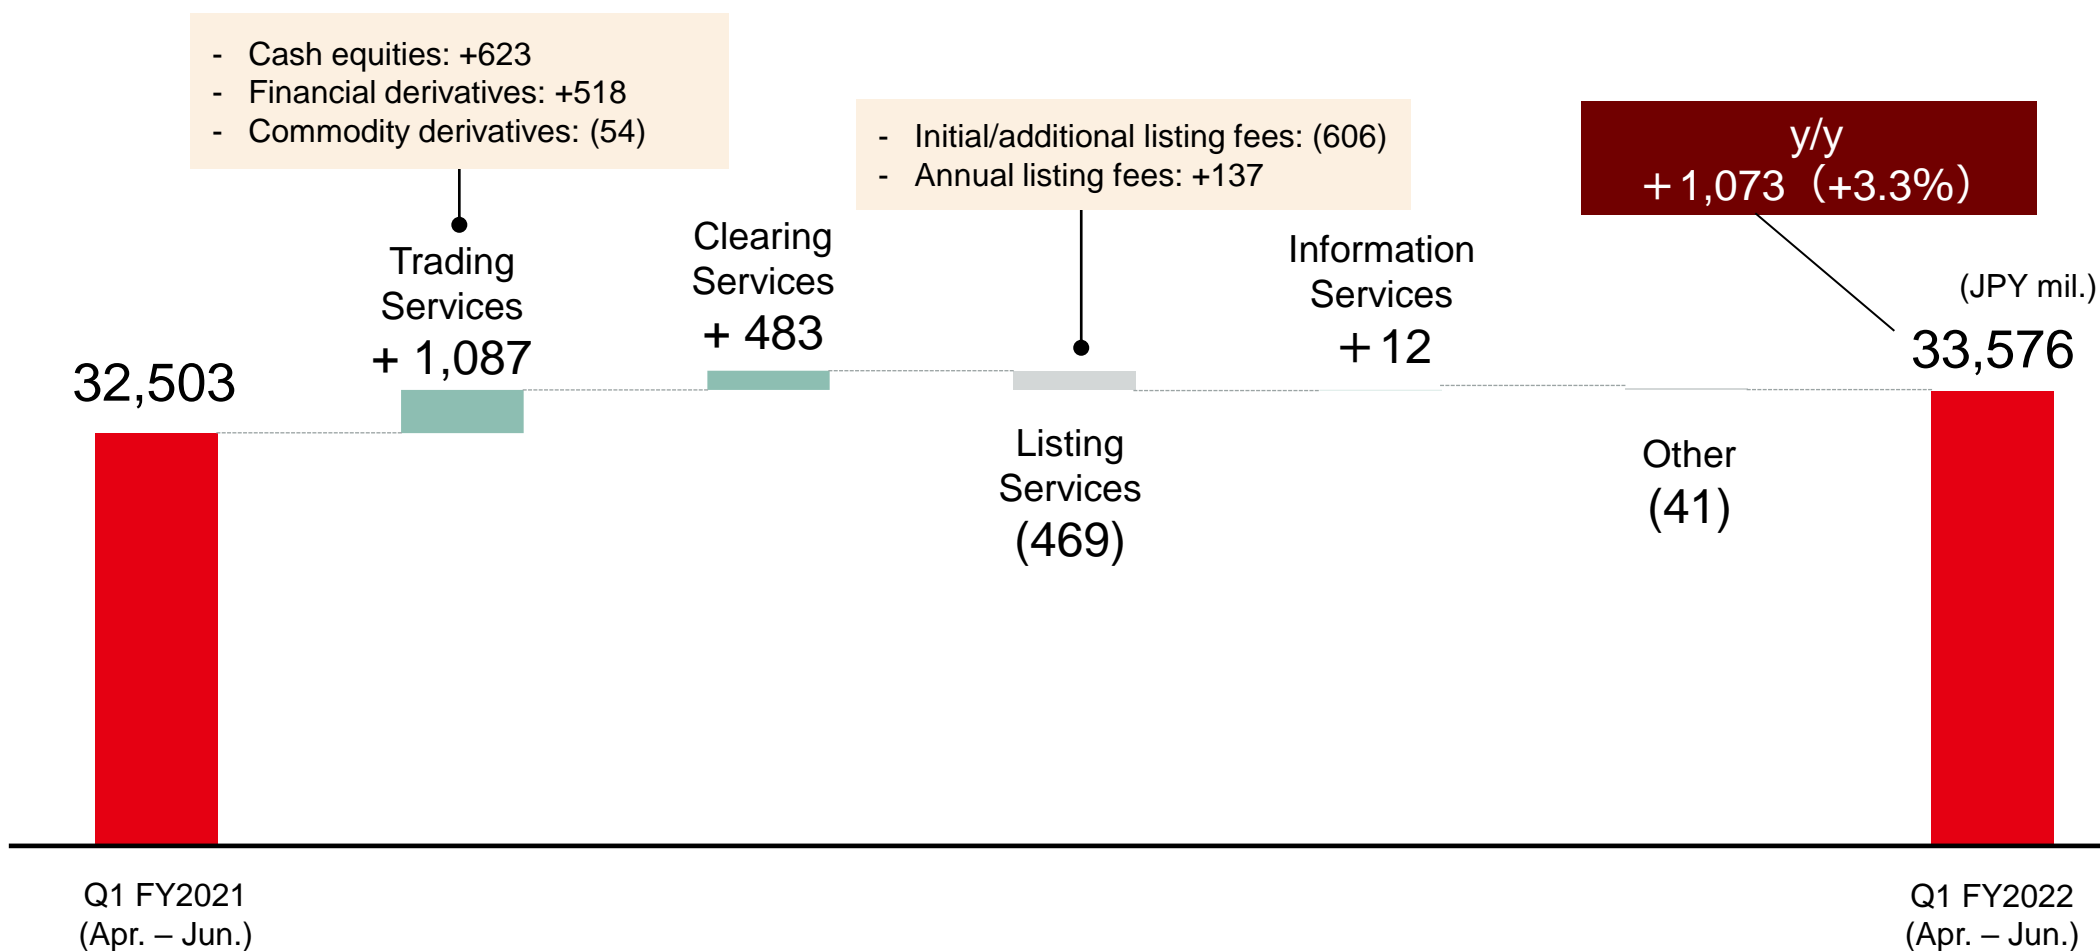 - Cash equities: +623
- Financial derivatives: +518
- Commodity derivatives: (54)
- Initial/additional listing fees: (606)
- Annual listing fees: +137
y/y
＋1,073（+3.3%）
(JPY mil.)
32,503
Trading
Services
+ 1,087
Clearing
Services
+ 483
Listing
Services
(469)
Information
Services
＋12
Other
(41)
33,576
Q1 FY2021
(Apr. – Jun.)
Q1 FY2022
(Apr. – Jun.)